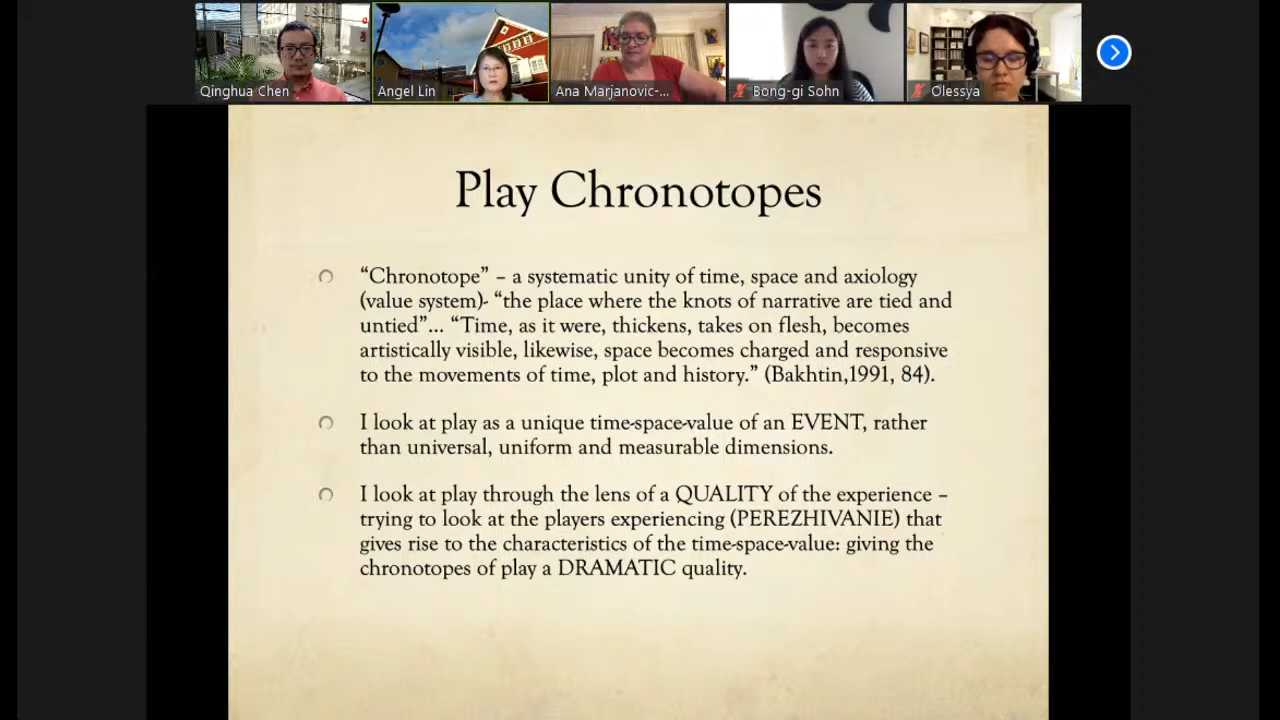 Qinghua Chen
Angel Lin
Ana Marjanovic-...
Bong-gi Sohn
Olessya
Play Chronotopes
“Chronotope” – a systematic unity of time, space and axiology
(value system)- “the place where the knots of narrative are tied and
untied”... “Time, as it were, thickens, takes on flesh, becomes
artistically visible, likewise, space becomes charged and responsive
to the movements of time, plot and history.” (Bakhtin,1991, 84).
I look at play as a unique time-space-value of an EVENT, rather
than universal, uniform and measurable dimensions.
I look at play through the lens of a QUALITY of the experience –
trying to look at the players experiencing (PEREZHIVANIE) that
gives rise to the characteristics of the time-space-value: giving the
chronotopes of play a DRAMATIC quality.